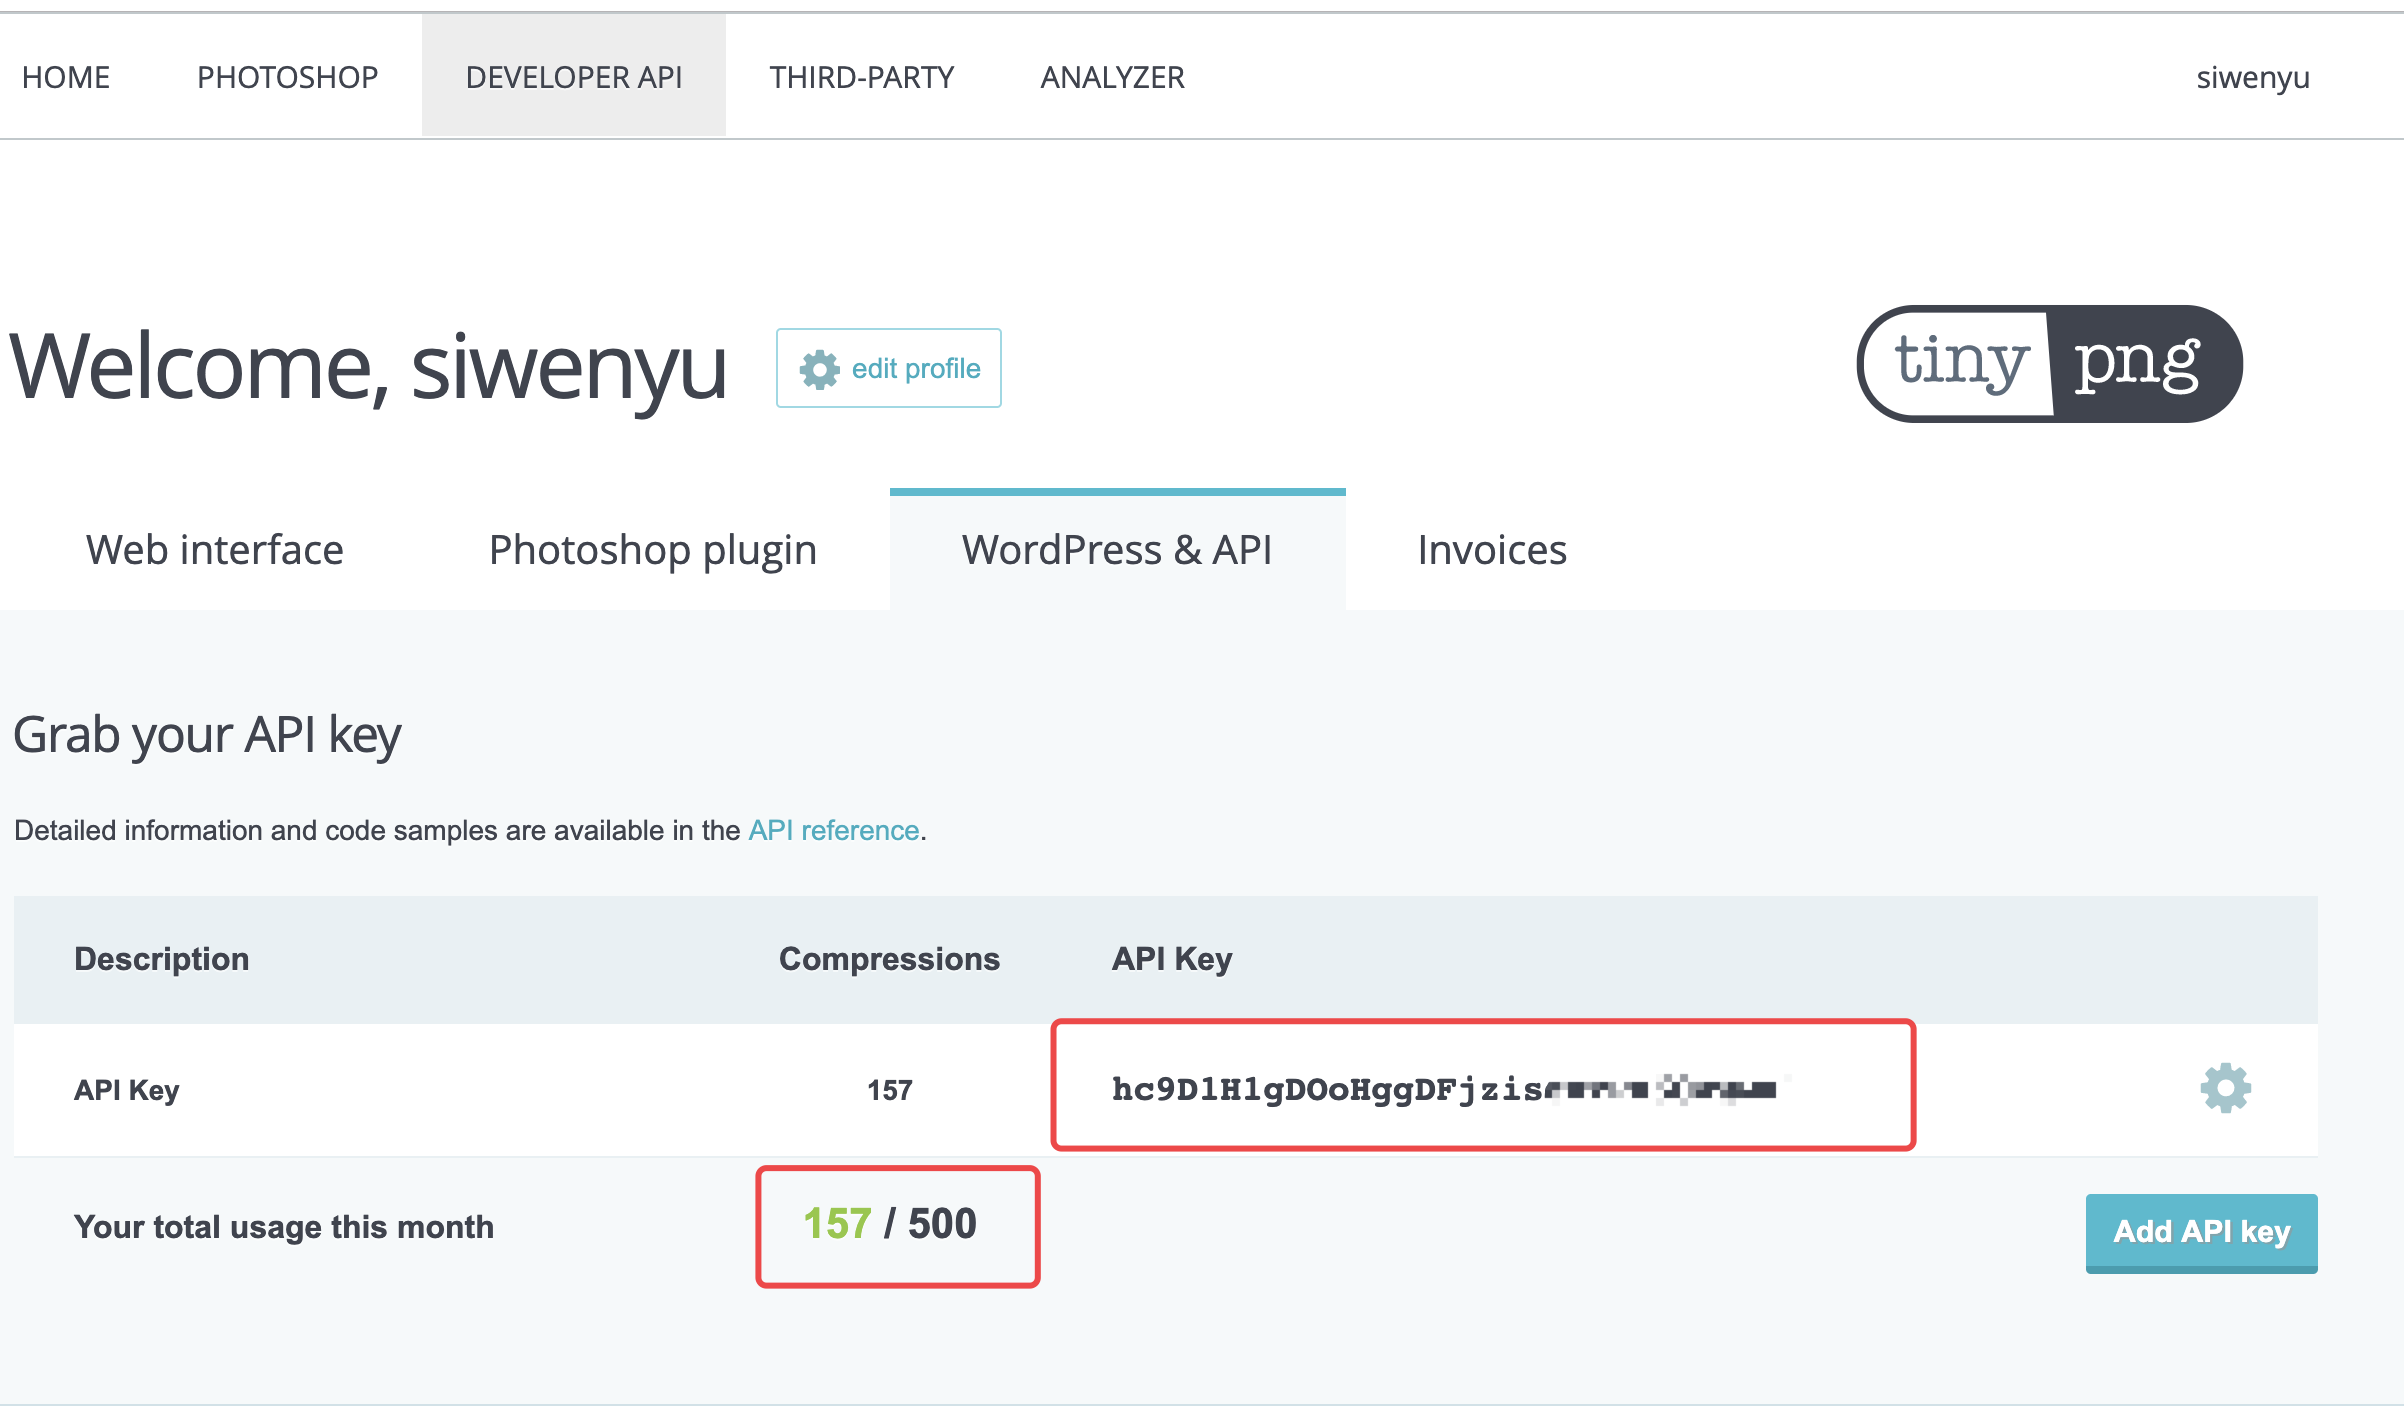 HOME PHOTOSHOP DEVELOPER API THIRD-PARTY ANALYZER siwenyu
Welcome, siwenyu edit profile tiny png
Web interface Photoshop plugin WordPress & API Invoices
Grab your API key
Detailed information and code samples are available in the API reference.
Description Compressions API Key
API Key 157 hc9D1H1gDOoHggDFjzis
Your total usage this month 157 / 500 Add API key